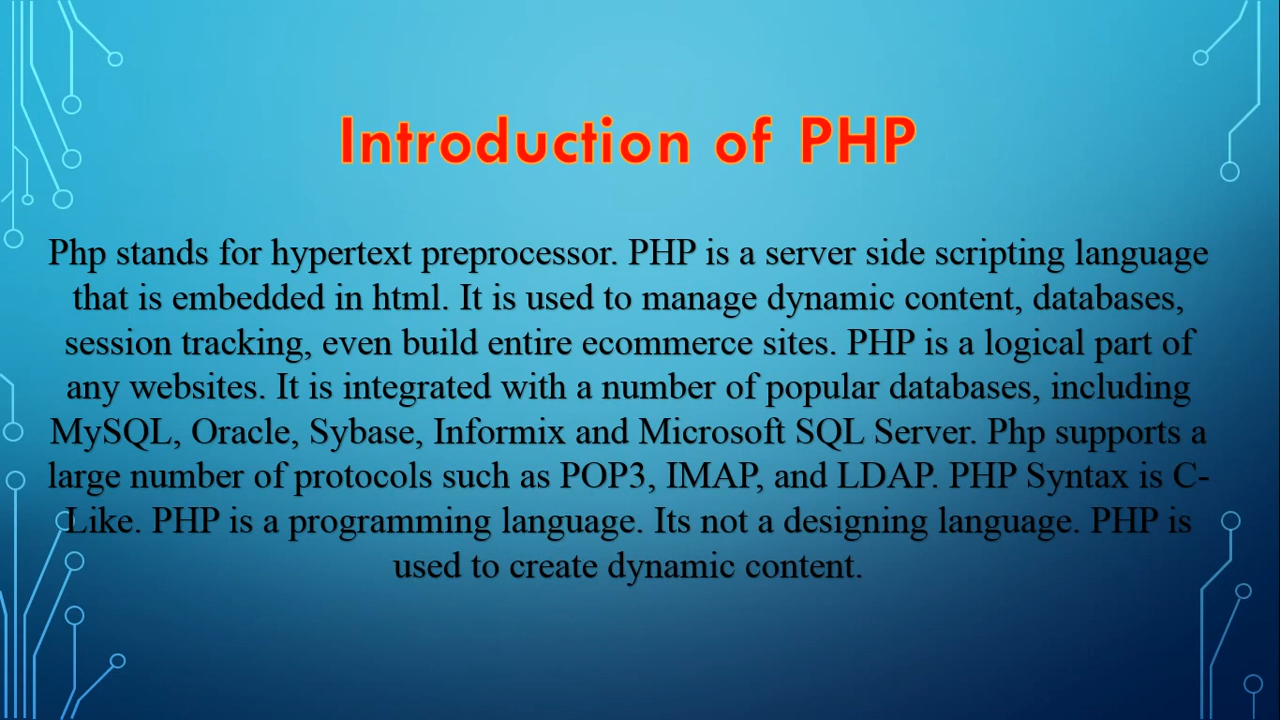 Introduction of PHP
Php stands for hypertext preprocessor. PHP is a server side scripting language
that is embedded in html. It is used to manage dynamic content, databases,
session tracking, even build entire ecommerce sites. PHP is a logical part of
any websites. It is integrated with a number of popular databases, including
MySQL, Oracle, Sybase, Informix and Microsoft SQL Server. Php supports a
large number of protocols such as POP3, IMAP, and LDAP. PHP Syntax is C-
Like. PHP is a programming language. Its not a designing language. PHP is
used to create dynamic content.